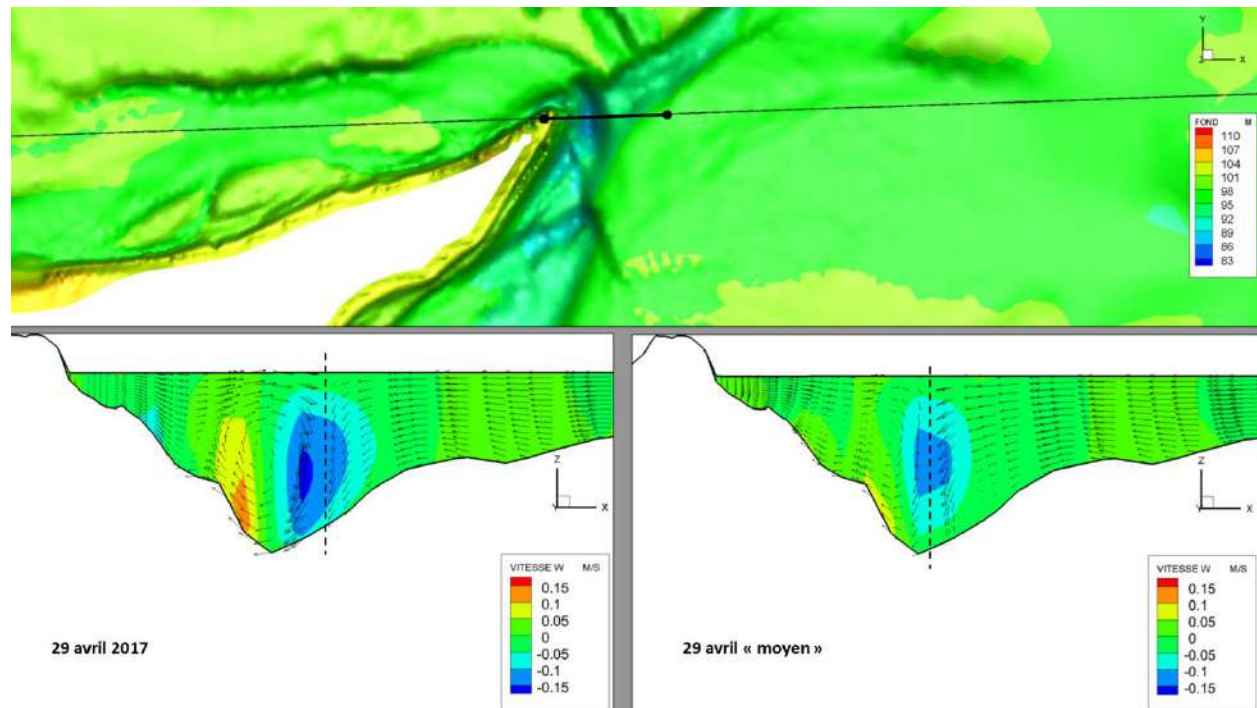 Y
Z X
FOND M
110
107
104
101
98
95
92
89
86
83
Z
Y X
VITESSE W M/S
0.15
0.1
0.05
0
-0.05
-0.1
-0.15
29 avril 2017
Z
Y X
VITESSE W M/S
0.15
0.1
0.05
0
-0.05
-0.1
-0.15
29 avril « moyen »